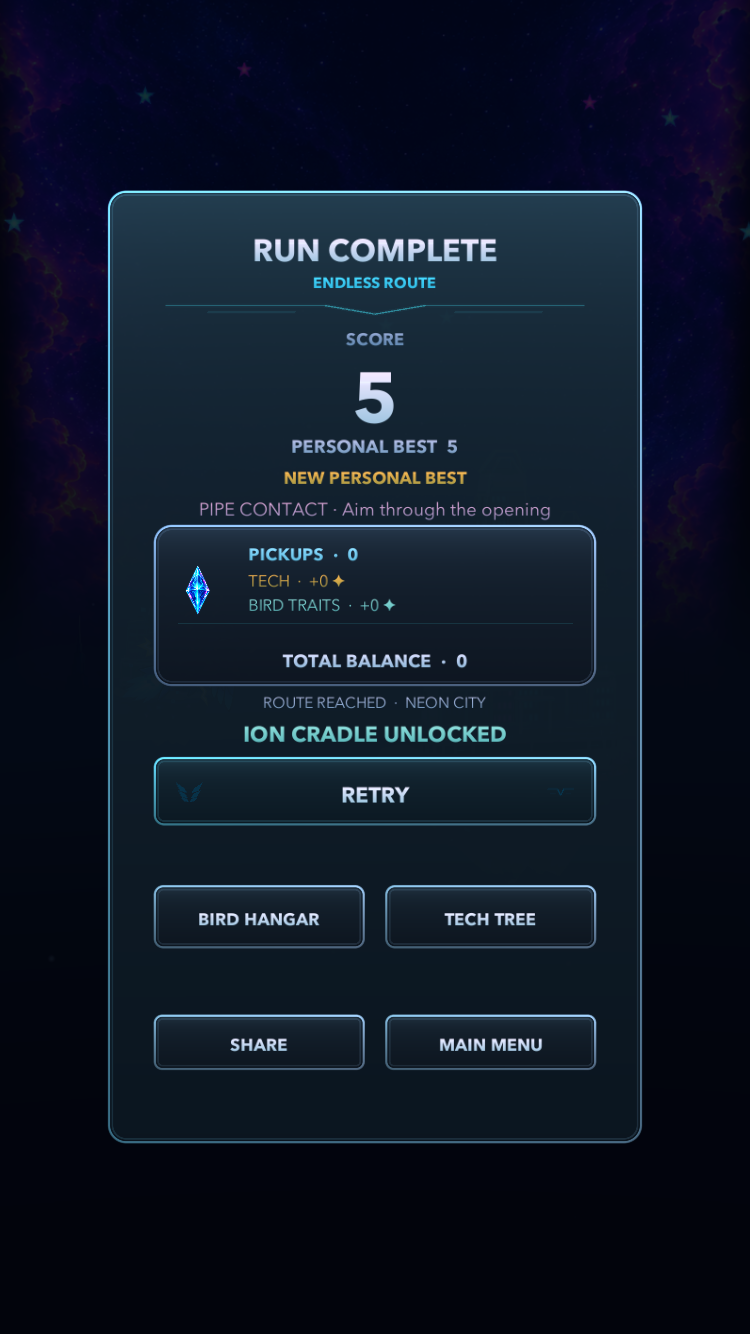 RUN COMPLETE
ENDLESS ROUTE
SCORE
5
PERSONAL BEST 5
NEW PERSONAL BEST
PIPE CONTACT · Aim through the opening
PICKUPS · 0
TECH · +0 ✦
BIRD TRAITS · +0 ✦
TOTAL BALANCE · 0
ROUTE REACHED · NEON CITY
ION CRADLE UNLOCKED
RETRY
BIRD HANGAR
TECH TREE
SHARE
MAIN MENU